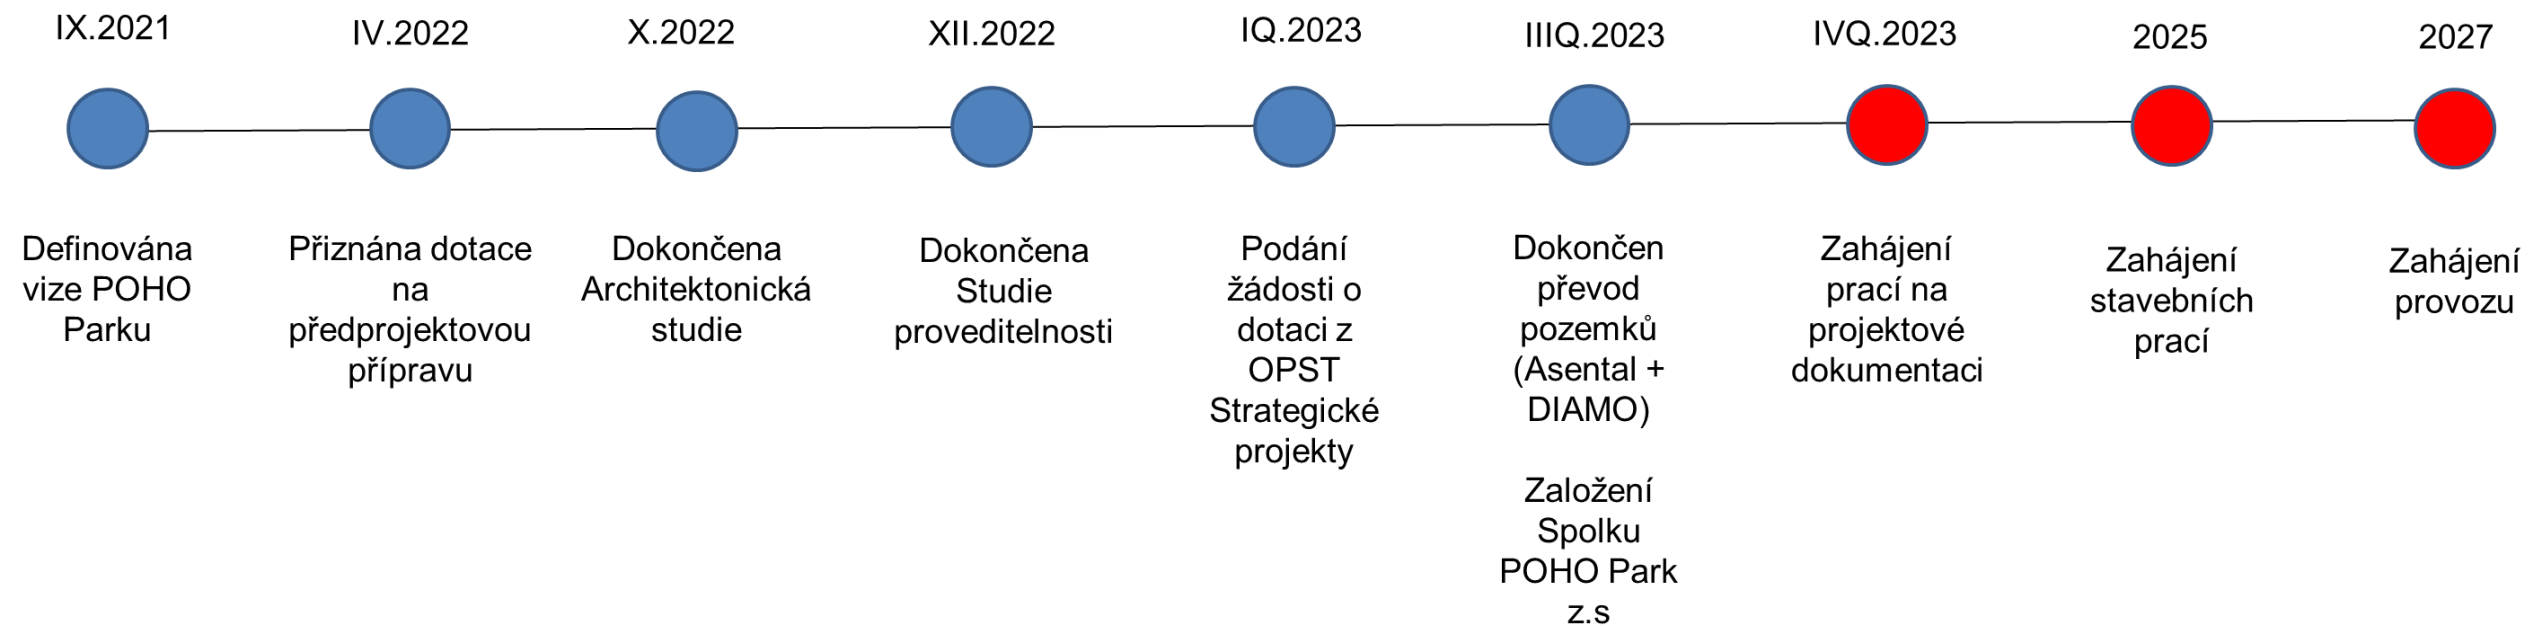 IX.2021
IV.2022
X.2022
XII.2022
IQ.2023
IIIQ.2023
IVQ.2023
2025
2027
Definována
vize POHO
Parku
Přiznána dotace
na
předprojektovou
přípravu
Dokončena
Architektonická
studie
Dokončena
Studie
proveditelnosti
Podání
žádosti o
dotaci z
OPST
Strategické
projekty
Dokončen
převod
pozemků
(Asental +
DIAMO)
Založení
Spolku
POHO Park
z.s
Zahájení
prací na
projektové
dokumentaci
Zahájení
stavebních
prací
Zahájení
provozu